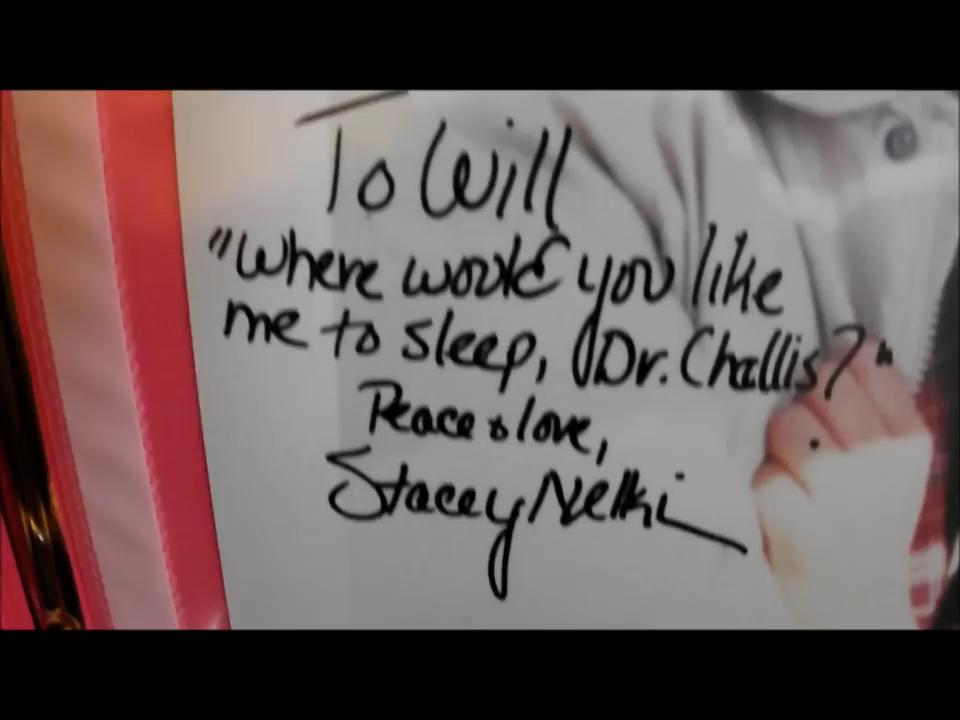 To Will
"Where would you like
me to sleep, Dr. Challis?"
Peace & love,
Stacey Nelkin